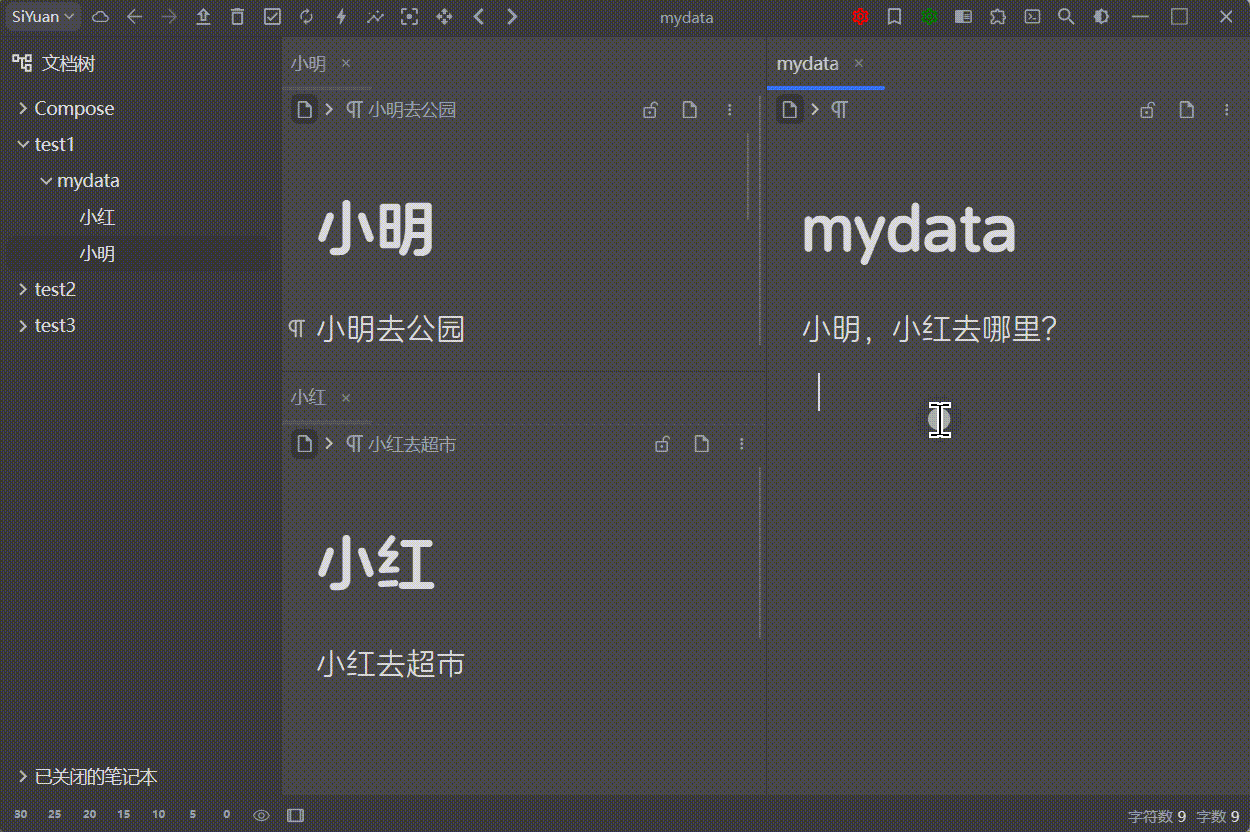 SiYuan
mydata
文档树
Compose
test1
mydata
小红
小明
test2
test3
已关闭的笔记本
小明
小明去公园
小明
小明去公园
小红
小红去超市
小红
小红去超市
mydata
mydata
小明，小红去哪里？
30 25 20 15 10 5 0
字符数 9 字数 9